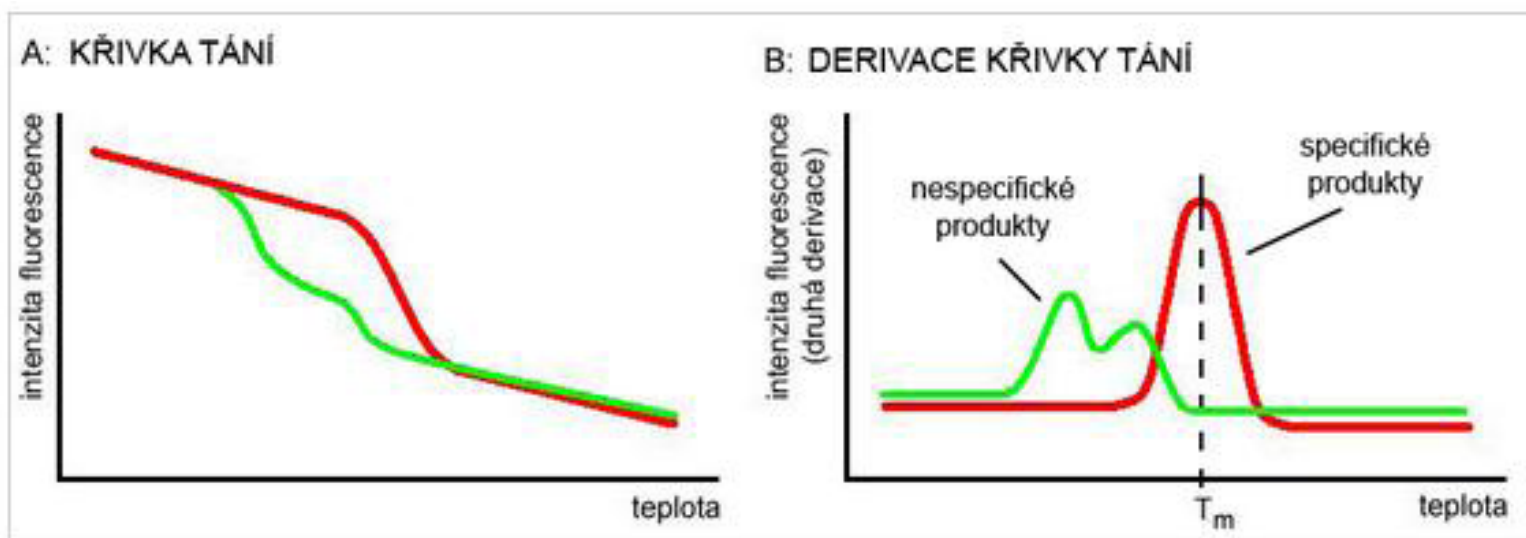 A: KŘIVKA TÁNÍ
intenzita fluorescence
teplota
B: DERIVACE KŘIVKY TÁNÍ
intenzita fluorescence
(druhá derivace)
nespecifické
produkty
specifické
produkty
Tm
teplota